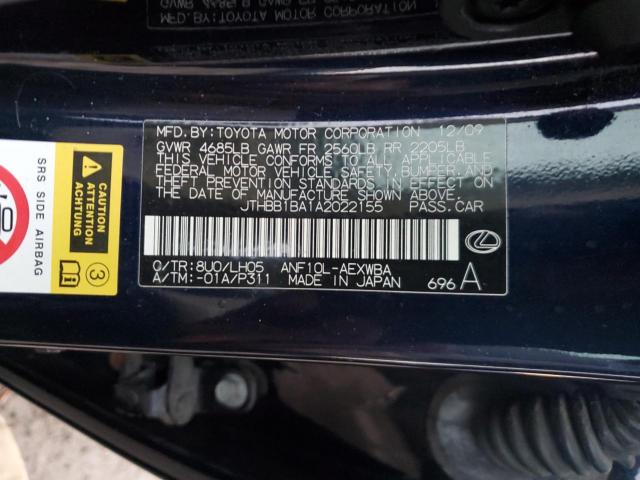 MFD.BY:TOYOTA MOTOR CORPORATION 12/09
GVWR 4685LB GAWR FR 2560LB RR 2205LB
THIS VEHICLE CONFORMS TO ALL APPLICABLE
FEDERAL MOTOR VEHICLE SAFETY,BUMPER,AND
THEFT PREVENTION STANDARDS IN EFFECT ON
THE DATE OF MANUFACTURE SHOWN ABOVE.
JTHBB1BA1A2022155 PASS.CAR
C/TR:8U0/LH05 ANF10L-AEXWBA
A/TM:-01A/P311 MADE IN JAPAN 696 A
SRS SIDE AIRBAG
CAUTION
3